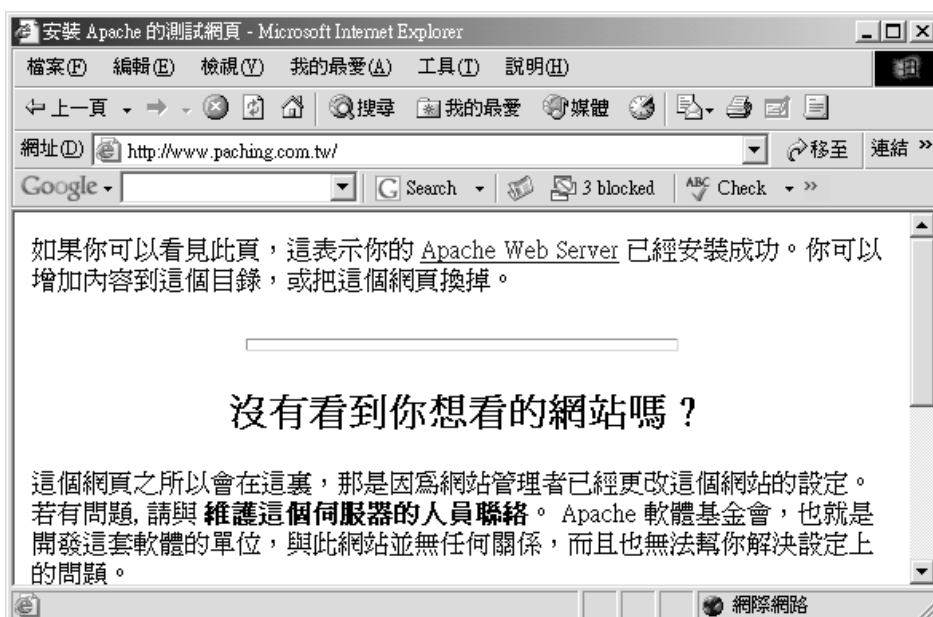 安裝 Apache 的測試網頁 - Microsoft Internet Explorer
檔案(F) 編輯(E) 檢視(V) 我的最愛(A) 工具(T) 說明(H)
上一頁 搜尋 我的最愛 媒體
網址(D) http://www.paching.com.tw/ 移至 連結 »
Google Search 3 blocked ABC Check »
如果你可以看見此頁，這表示你的 Apache Web Server 已經安裝成功。你可以
增加內容到這個目錄，或把這個網頁換掉。
沒有看到你想看的網站嗎？
這個網頁之所以會在這裏，那是因為網站管理者已經更改這個網站的設定。
若有問題, 請與 維護這個伺服器的人員聯絡。 Apache 軟體基金會，也就是
開發這套軟體的單位，與此網站並無任何關係，而且也無法幫你解決設定上
的問題。
網際網路